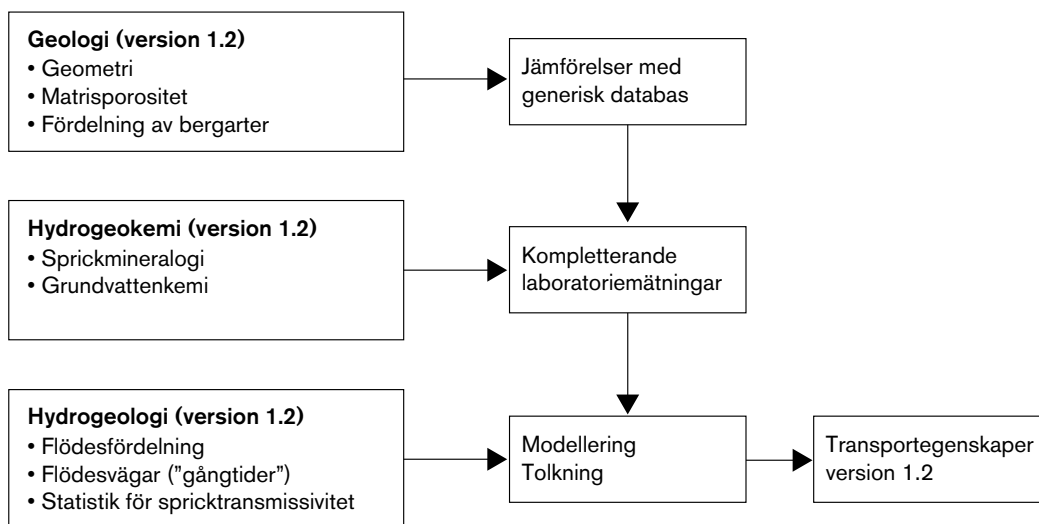 Geologi (version 1.2)
• Geometri
• Matrisporositet
• Fördelning av bergarter
Jämförelser med
generisk databas
Hydrogeokemi (version 1.2)
• Sprickmineralogi
• Grundvattenkemi
Kompletterande
laboratoriemätningar
Hydrogeologi (version 1.2)
• Flödesfördelning
• Flödesvägar (”gångtider”)
• Statistik för spricktransmissivitet
Modellering
Tolkning
Transportegenskaper
version 1.2